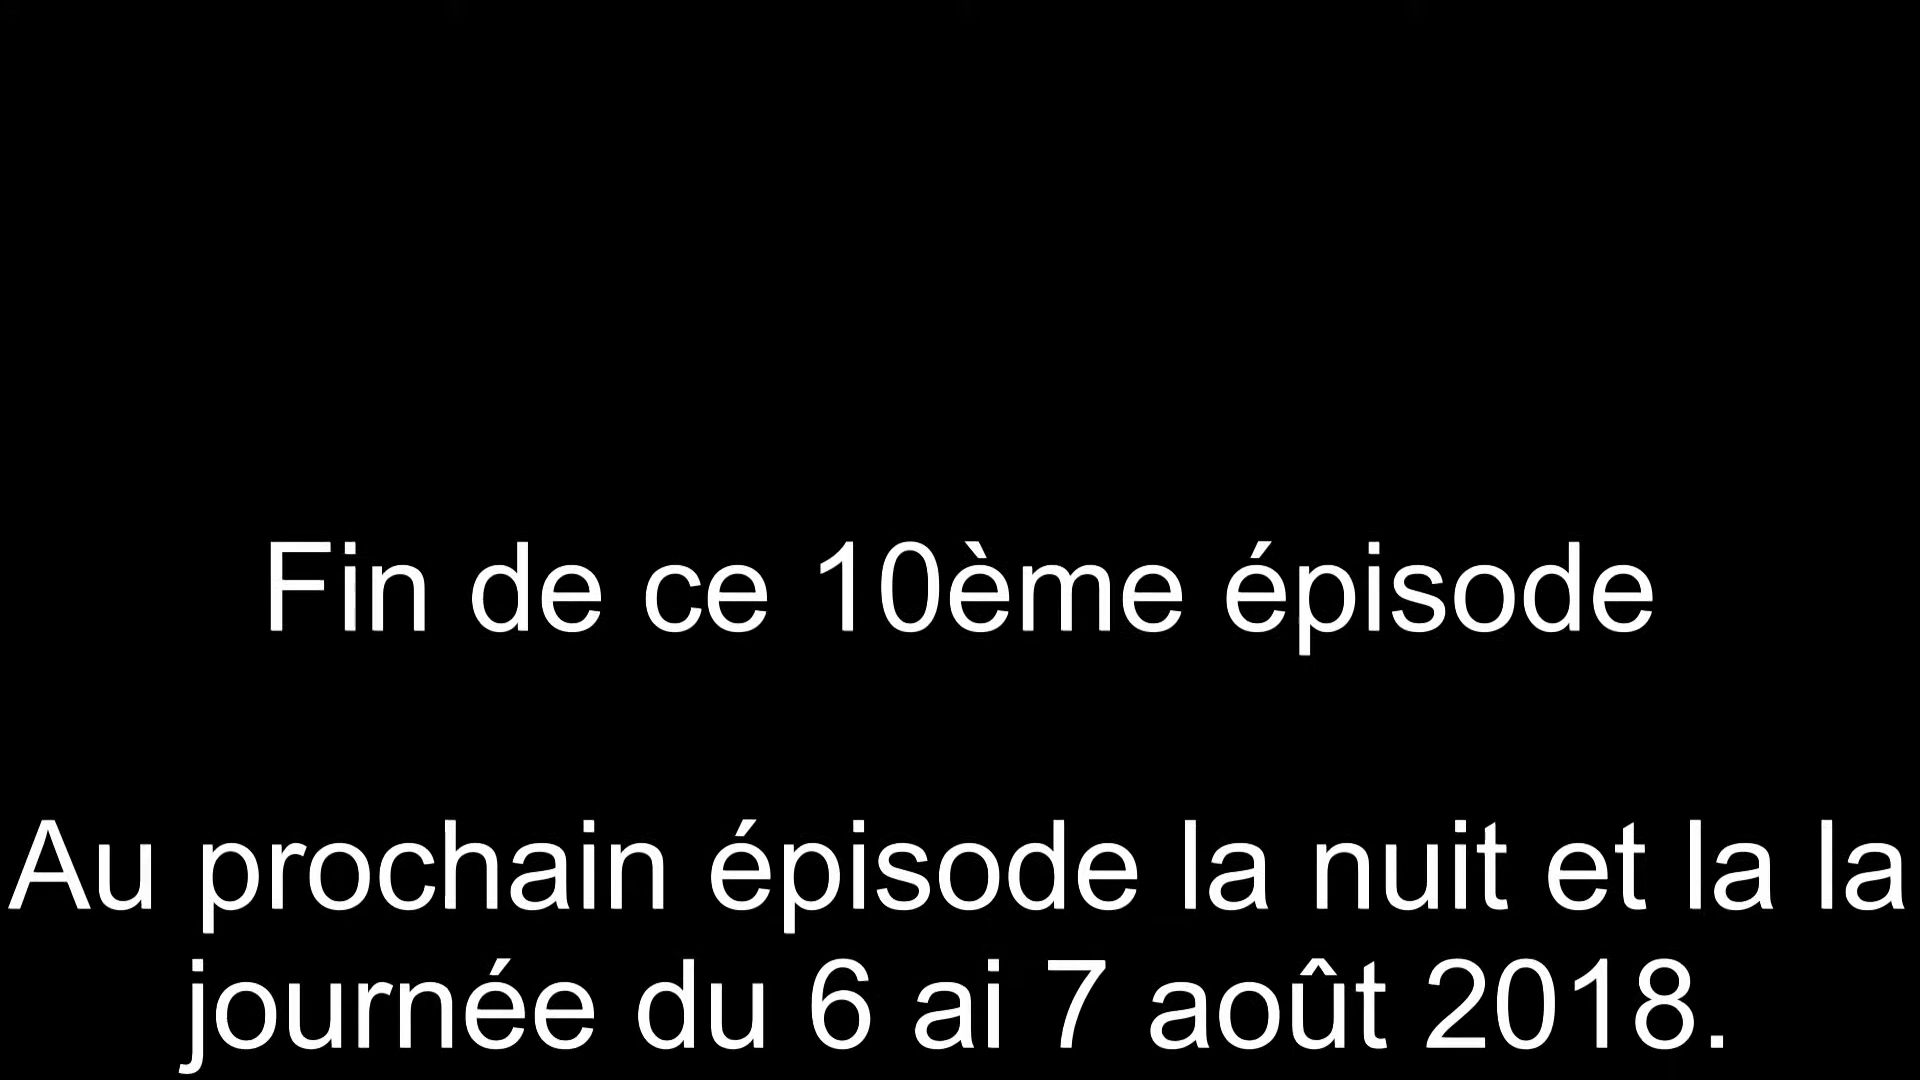 Fin de ce 10ème épisode
Au prochain épisode la nuit et la la
journée du 6 ai 7 août 2018.